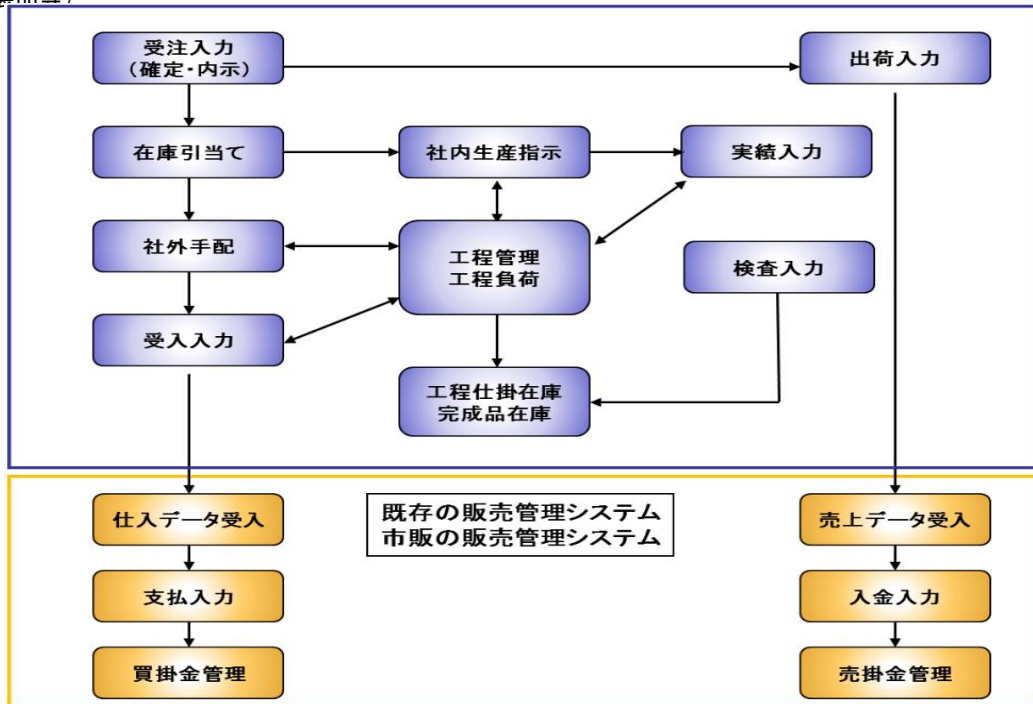 受注入力
（確定・内示）
出荷入力
在庫引当て
社内生産指示
実績入力
社外手配
工程管理
工程負荷
検査入力
受入入力
工程仕掛在庫
完成品在庫
仕入データ受入
既存の販売管理システム
市販の販売管理システム
売上データ受入
支払入力
入金入力
買掛金管理
売掛金管理